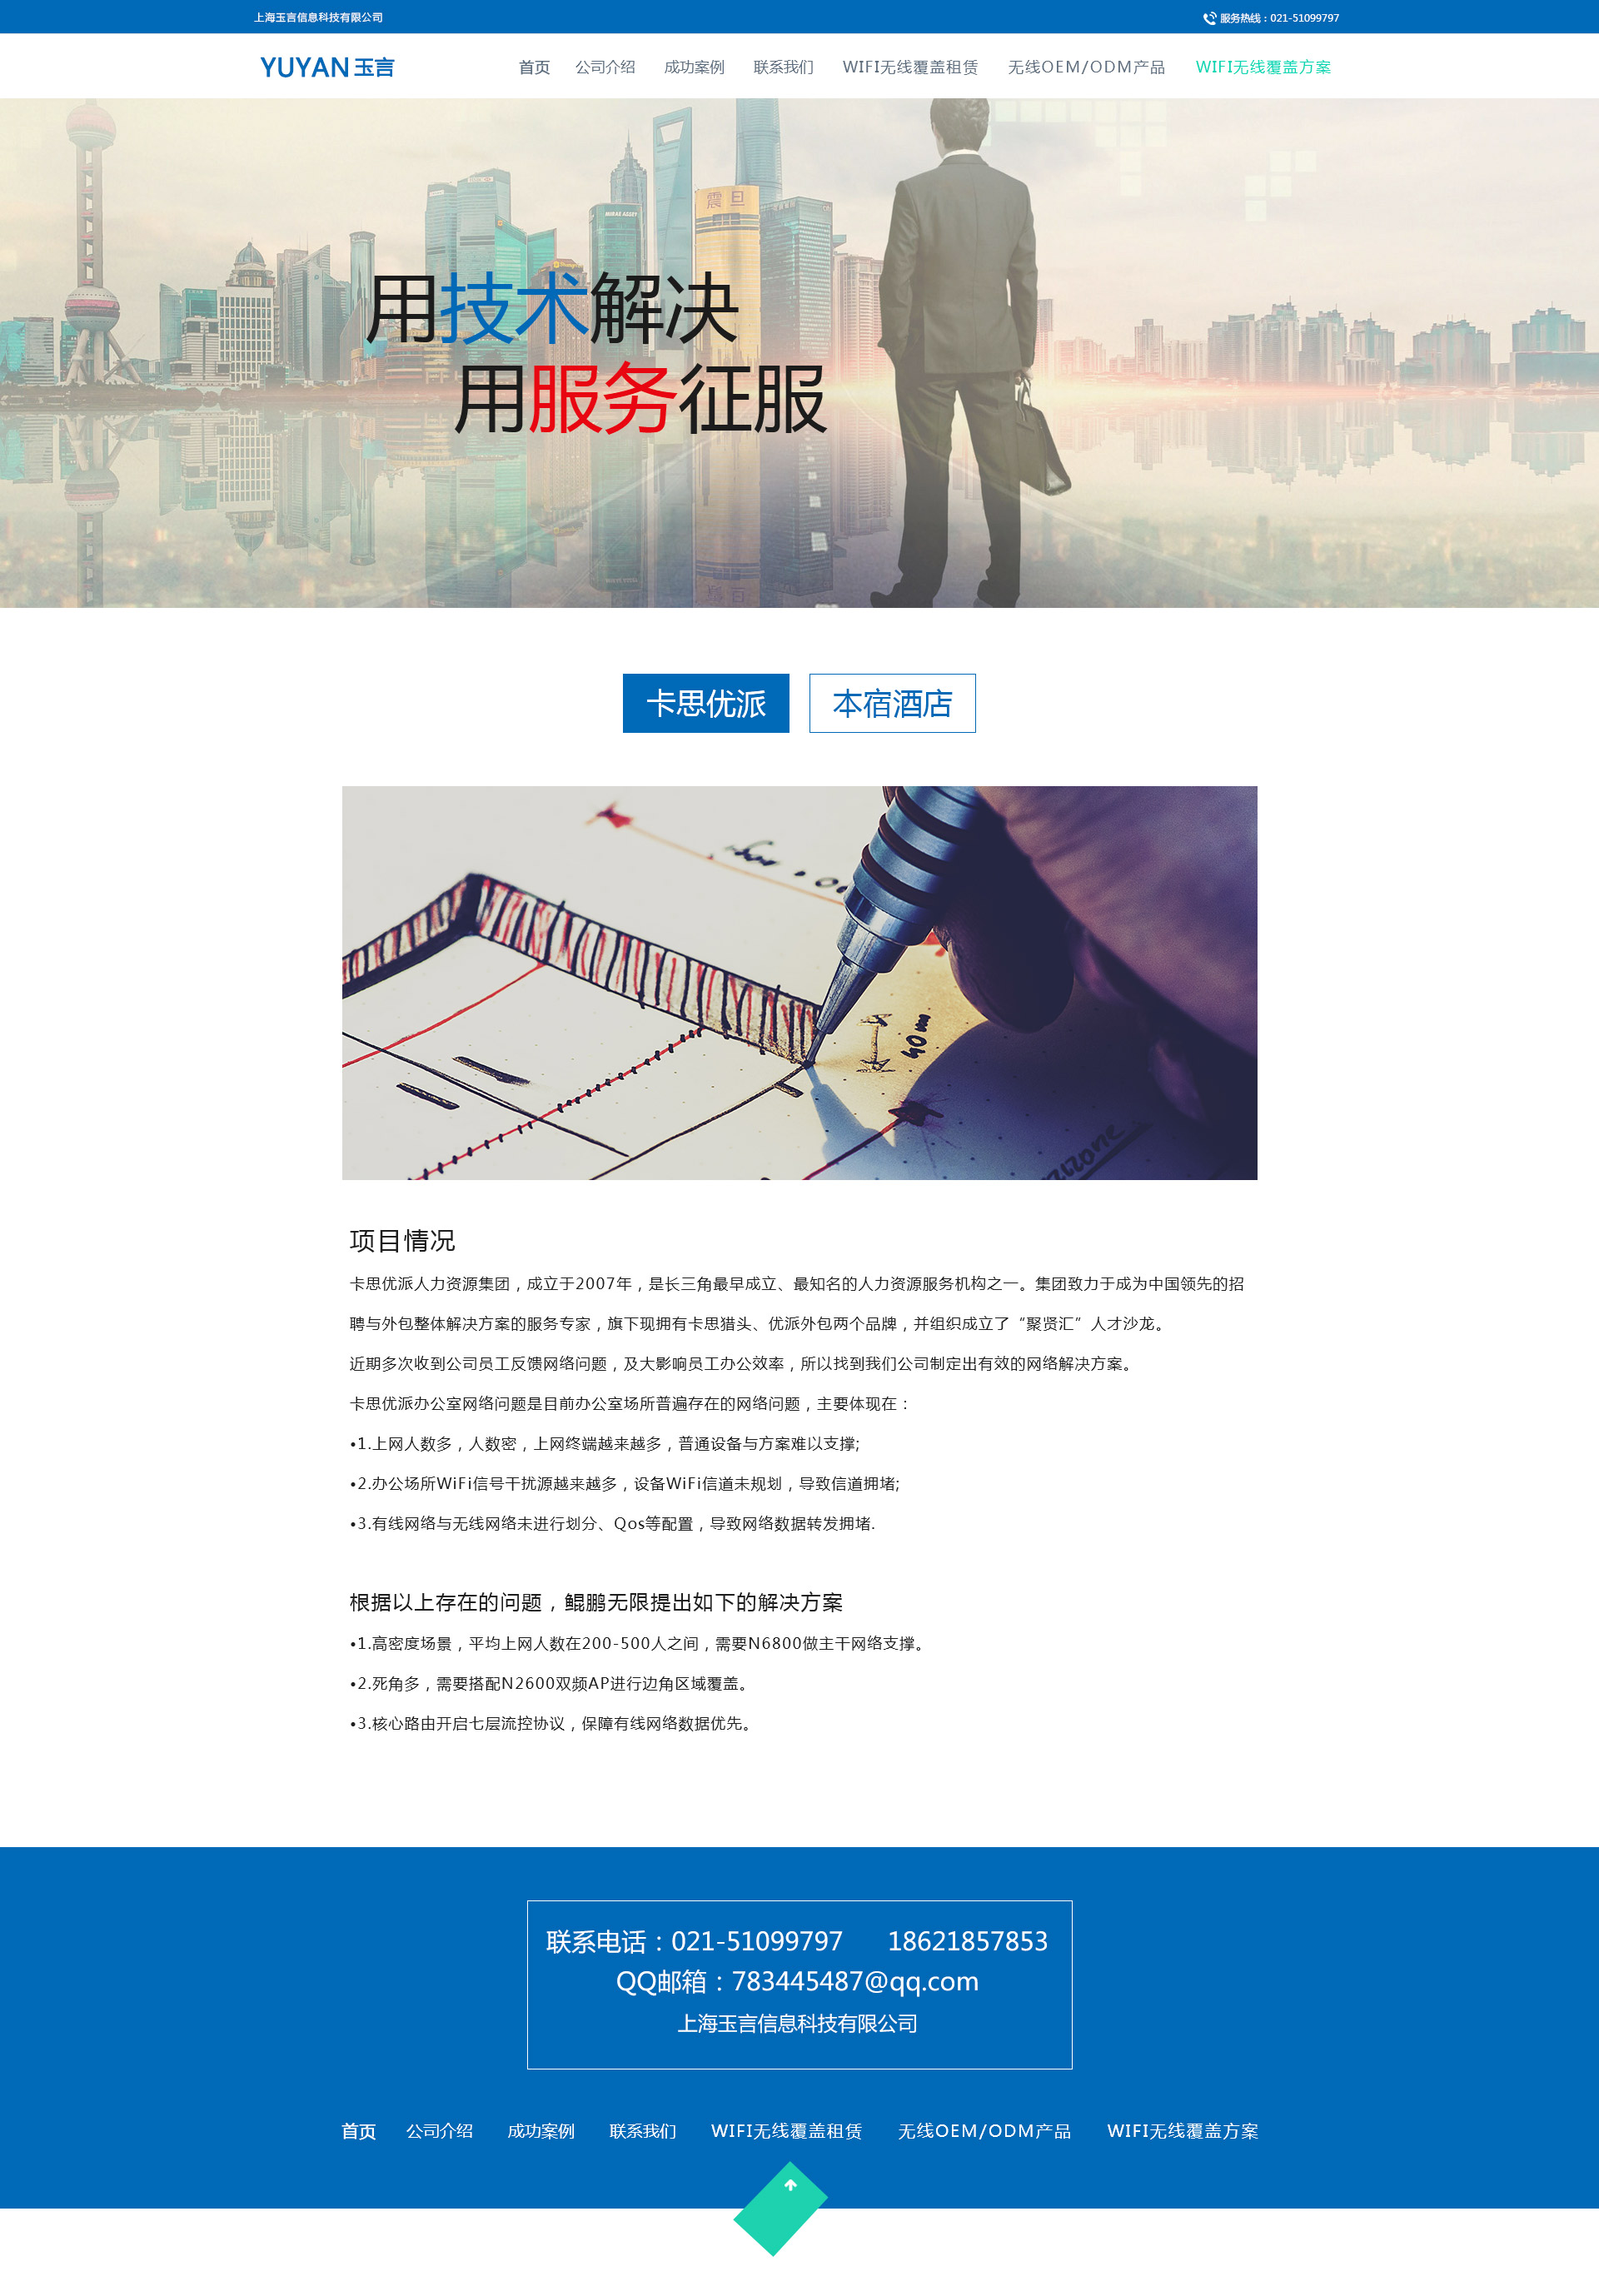 上海玉言信息科技有限公司
服务热线：021-51099797
YUYAN 玉言
首页 公司介绍 成功案例 联系我们 WIFI无线覆盖租赁 无线OEM/ODM产品 WIFI无线覆盖方案
震旦
MIRAE ASSET
用技术解决
用服务征服
卡思优派 本宿酒店
40
项目情况
卡思优派人力资源集团，成立于2007年，是长三角最早成立、最知名的人力资源服务机构之一。集团致力于成为中国领先的招
聘与外包整体解决方案的服务专家，旗下现拥有卡思猎头、优派外包两个品牌，并组织成立了“聚贤汇”人才沙龙。
近期多次收到公司员工反馈网络问题，及大影响员工办公效率，所以找到我们公司制定出有效的网络解决方案。
卡思优派办公室网络问题是目前办公室场所普遍存在的网络问题，主要体现在：
•1.上网人数多，人数密，上网终端越来越多，普通设备与方案难以支撑;
•2.办公场所WiFi信号干扰源越来越多，设备WiFi信道未规划，导致信道拥堵;
•3.有线网络与无线网络未进行划分、Qos等配置，导致网络数据转发拥堵.
根据以上存在的问题，鲲鹏无限提出如下的解决方案
•1.高密度场景，平均上网人数在200-500人之间，需要N6800做主干网络支撑。
•2.死角多，需要搭配N2600双频AP进行边角区域覆盖。
•3.核心路由开启七层流控协议，保障有线网络数据优先。
联系电话：021-51099797 18621857853
QQ邮箱：783445487@qq.com
上海玉言信息科技有限公司
首页 公司介绍 成功案例 联系我们 WIFI无线覆盖租赁 无线OEM/ODM产品 WIFI无线覆盖方案